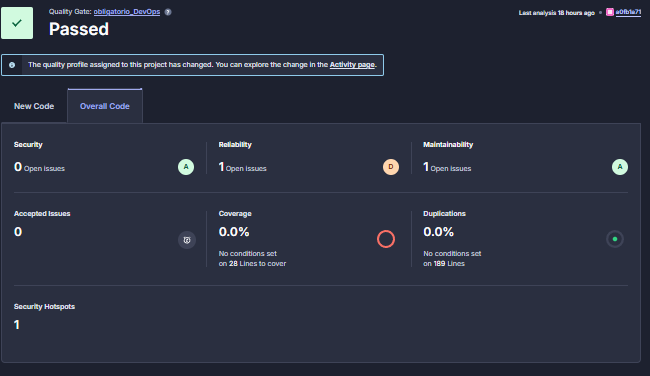 Quality Gate: obligatorio_DevOps ?
Last analysis 18 hours ago • a0fb1e71
Passed
The quality profile assigned to this project has changed. You can explore the change in the Activity page.
New Code
Overall Code
Security
0 Open issues
A
Reliability
1 Open issues
D
Maintainability
1 Open issues
A
Accepted Issues
0
Coverage
0.0%
No conditions set
on 28 Lines to cover
Duplications
0.0%
No conditions set
on 189 Lines
Security Hotspots
1